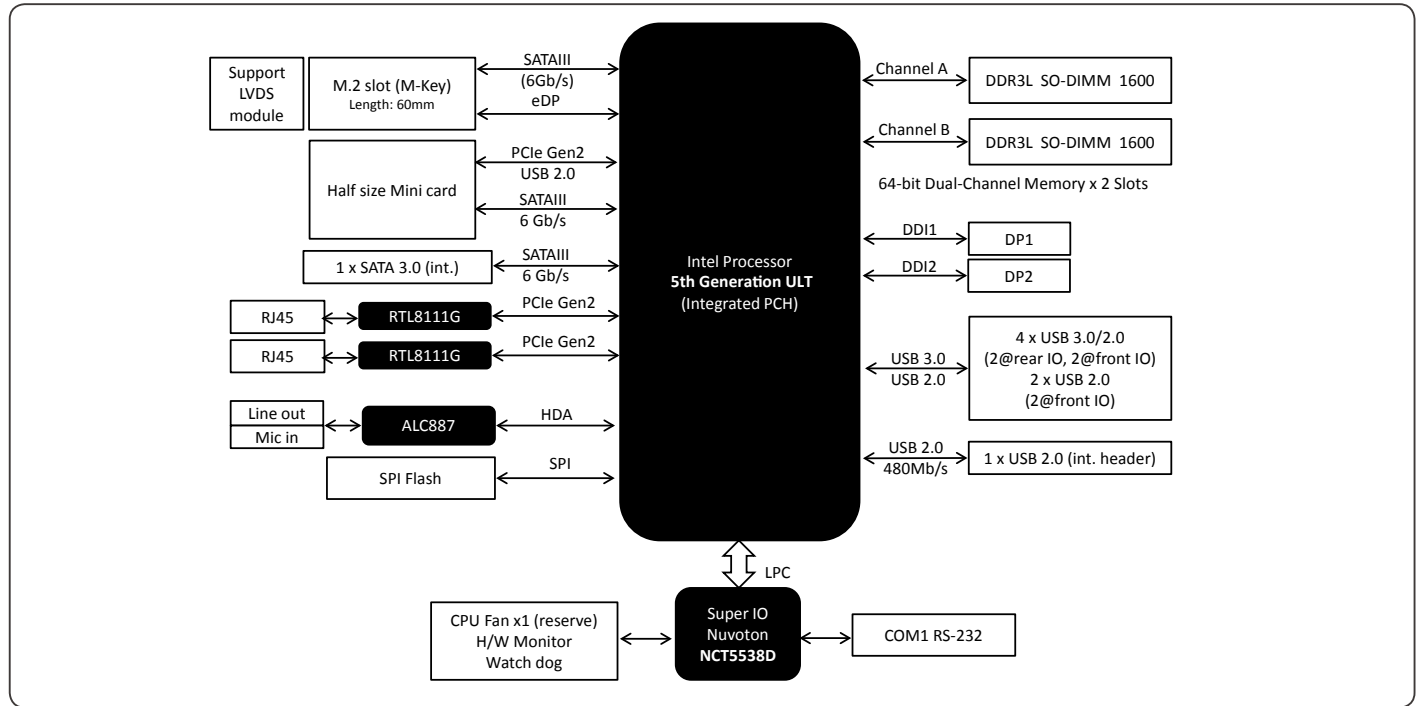 Support
LVDS
module
M.2 slot (M-Key)
Length: 60mm
SATAIII
(6Gb/s)
eDP
Half size Mini card
PCIe Gen2
USB 2.0
SATAIII
6 Gb/s
1 x SATA 3.0 (int.)
SATAIII
6 Gb/s
RJ45
RTL8111G
PCIe Gen2
RJ45
RTL8111G
PCIe Gen2
Line out
Mic in
ALC887
HDA
SPI Flash
SPI
Intel Processor
5th Generation ULT
(Integrated PCH)
Channel A
DDR3L SO-DIMM 1600
Channel B
DDR3L SO-DIMM 1600
64-bit Dual-Channel Memory x 2 Slots
DDI1
DP1
DDI2
DP2
USB 3.0
USB 2.0
4 x USB 3.0/2.0
(2@rear IO, 2@front IO)
2 x USB 2.0
(2@front IO)
USB 2.0
480Mb/s
1 x USB 2.0 (int. header)
LPC
CPU Fan x1 (reserve)
H/W Monitor
Watch dog
Super IO
Nuvoton
NCT5538D
COM1 RS-232